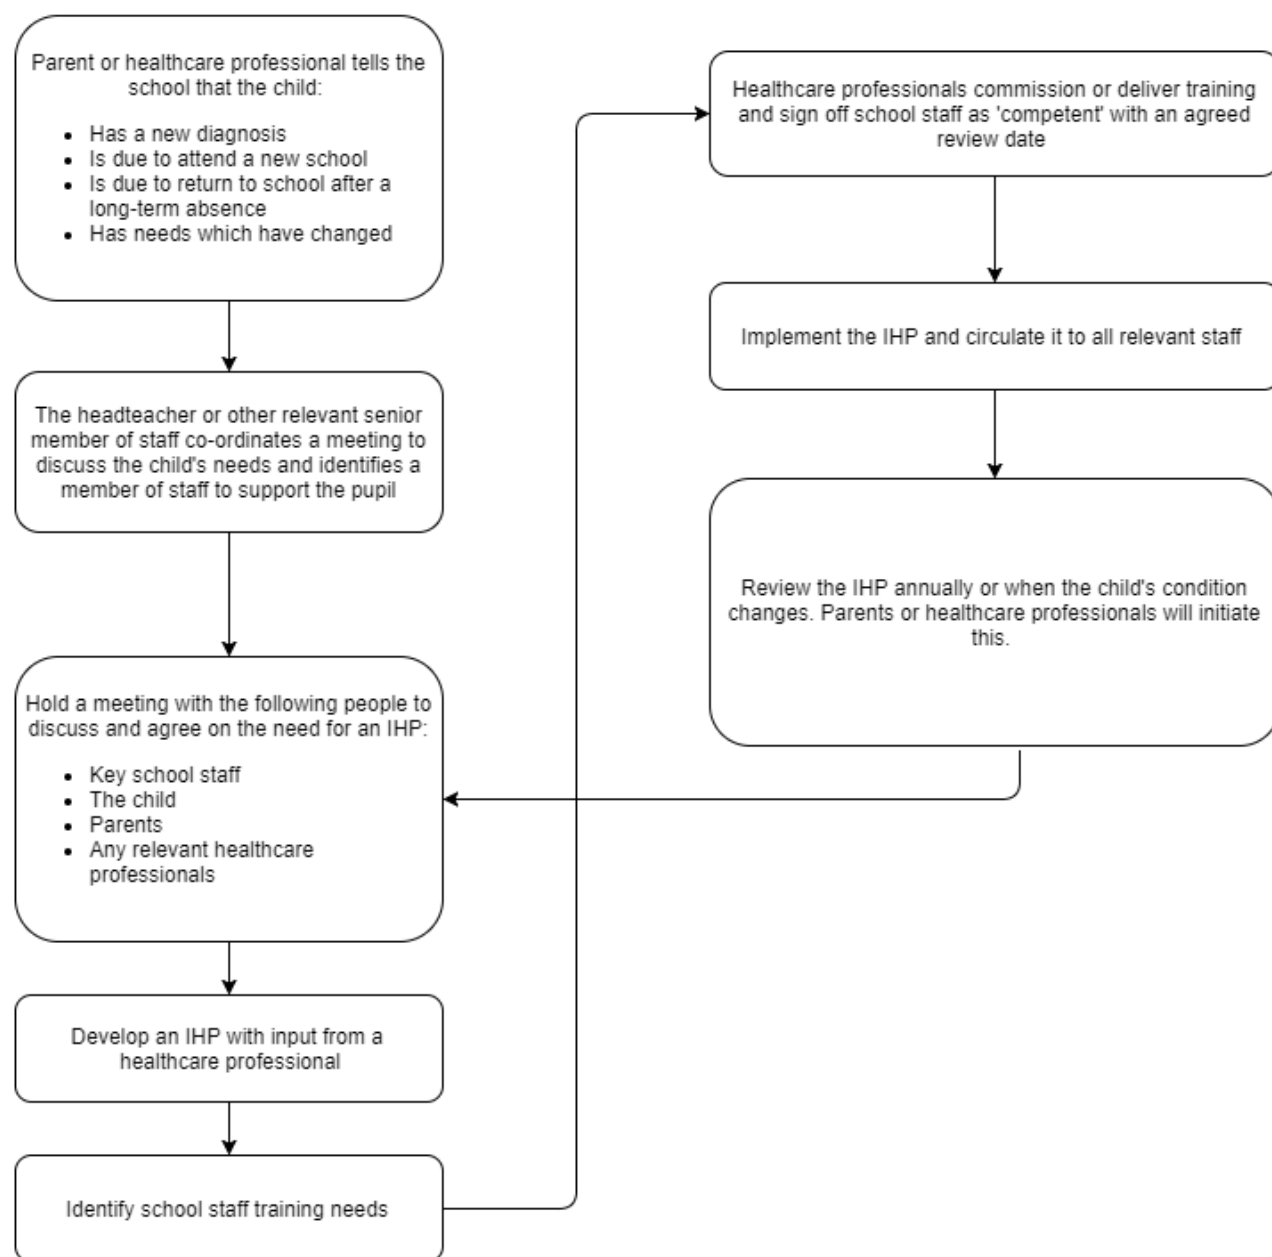 Parent or healthcare professional tells the
school that the child:
• Has a new diagnosis
• Is due to attend a new school
• Is due to return to school after a
long-term absence
• Has needs which have changed
The headteacher or other relevant senior
member of staff co-ordinates a meeting to
discuss the child's needs and identifies a
member of staff to support the pupil
Hold a meeting with the following people to
discuss and agree on the need for an IHP:
• Key school staff
• The child
• Parents
• Any relevant healthcare
professionals
Develop an IHP with input from a
healthcare professional
Identify school staff training needs
Healthcare professionals commission or deliver training
and sign off school staff as 'competent' with an agreed
review date
Implement the IHP and circulate it to all relevant staff
Review the IHP annually or when the child's condition
changes. Parents or healthcare professionals will initiate
this.